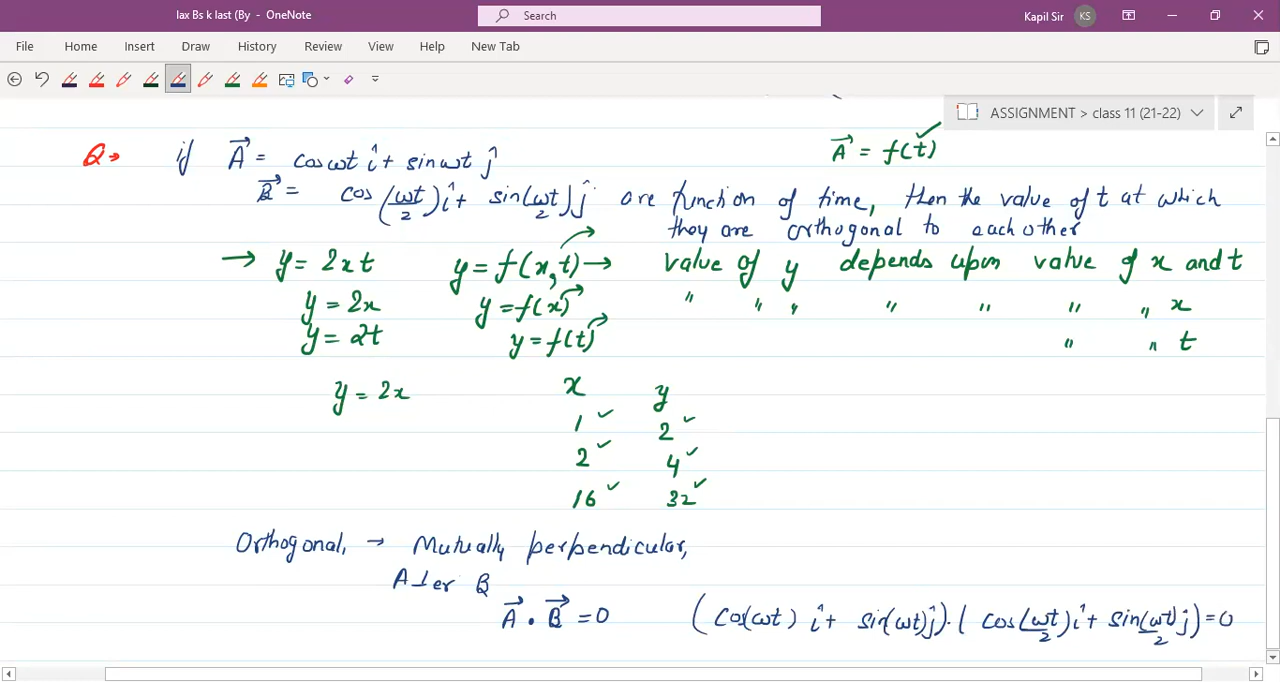 lax Bs k last (By - OneNote
Search
Kapil Sir KS
File Home Insert Draw History Review View Help New Tab
ASSIGNMENT > class 11 (21-22)
Q→ if A⃗ = cosωt î + sinωt ĵ
A⃗ = f(t)
B⃗ = cos(ωt/2)î + sin(ωt/2)ĵ are function of time, then the value of t at which
they are orthogonal to each other
→ y = 2xt y = f(x,t) → value of y depends upon value of x and t
y = 2x y = f(x) " " " " " " " x
y = 2t y = f(t) " " t
y = 2x x y
1 2
2 4
16 32
Orthogonal, → Mutually perpendicular,
A ⊥er B
A⃗ . B⃗ = 0 (Cos(ωt) î + sin(ωt)ĵ).(cos(ωt/2)î + sin(ωt/2)ĵ) = 0